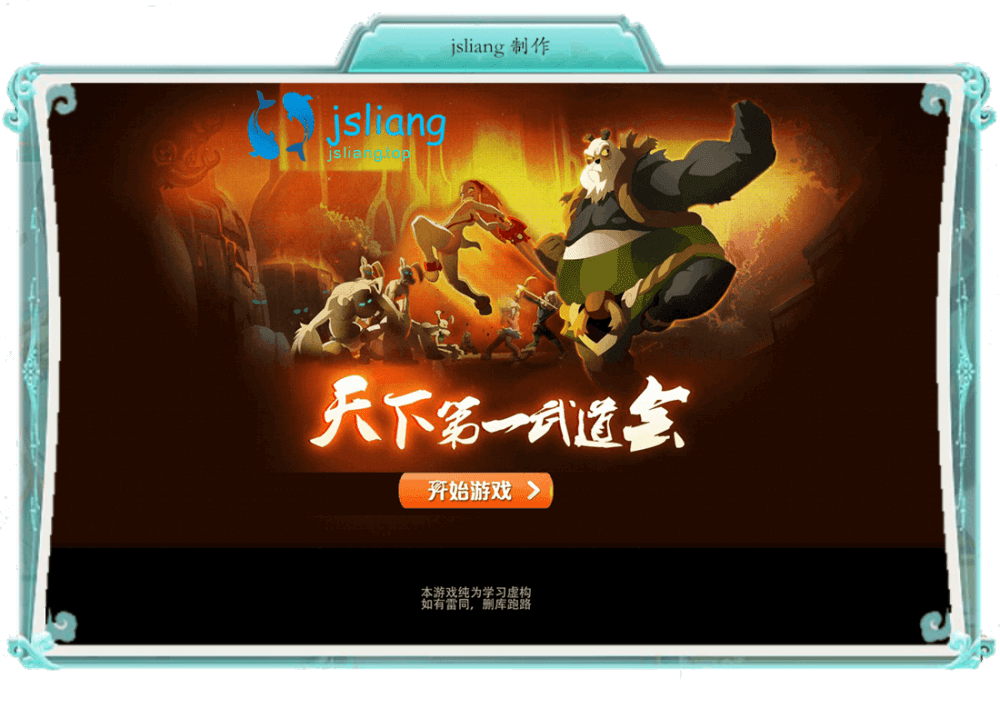 jsliang 制作
jsliang
jsliang.top
天下第一武道会
开始游戏
本游戏纯为学习虚构
如有雷同，删库跑路